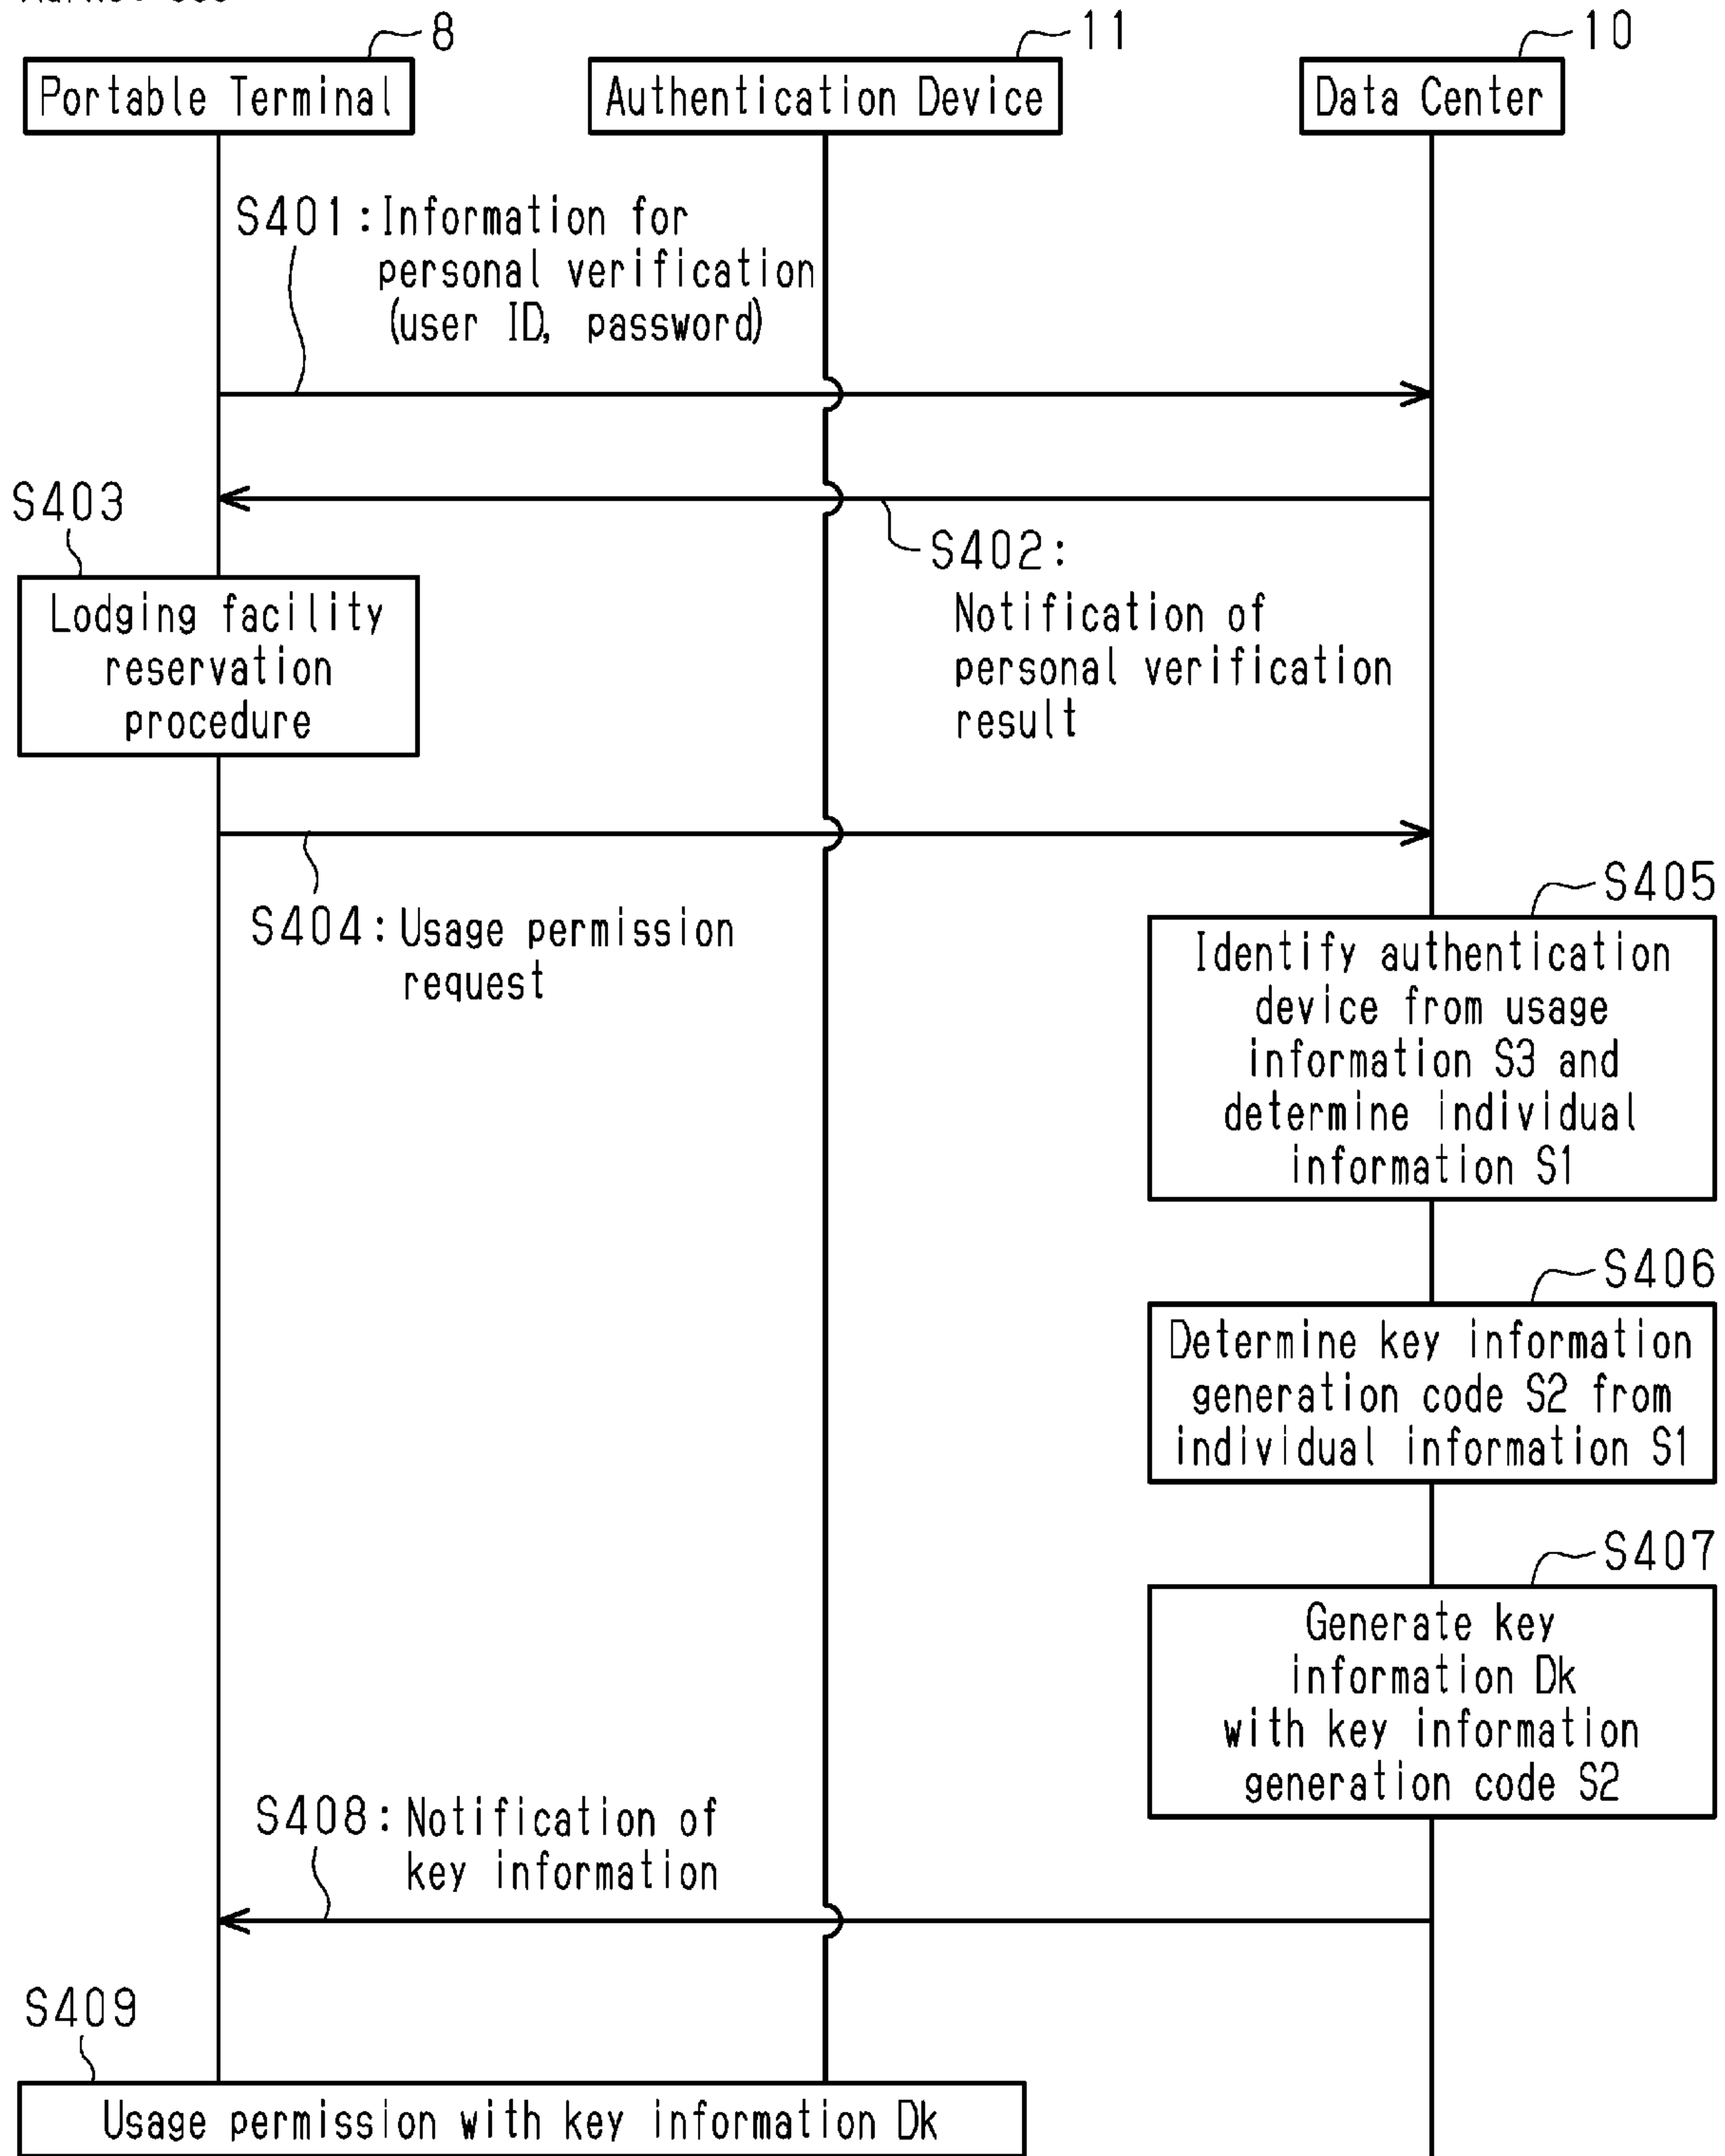 8
11
10
Portable Terminal
Authentication Device
Data Center
S401:Information for
personal verification
(user ID, password)
S403
S402:
Notification of
personal verification
result
Lodging facility
reservation
procedure
S404:Usage permission
request
S405
Identify authentication
device from usage
information S3 and
determine individual
information S1
S406
Determine key information
generation code S2 from
individual information S1
S407
Generate key
information Dk
with key information
generation code S2
S408:Notification of
key information
S409
Usage permission with key information Dk